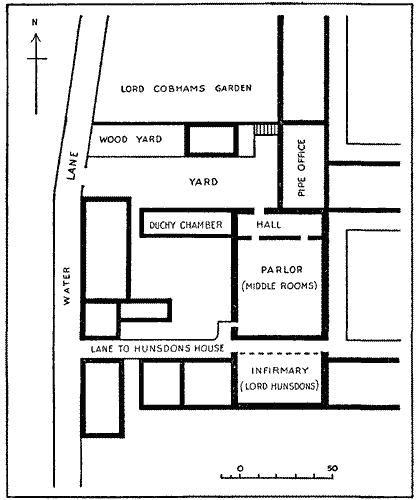 N
LORD COBHAMS GARDEN
WOOD YARD
PIPE OFFICE
LANE
YARD
DUCHY CHAMBER
HALL
PARLOR
(MIDDLE ROOMS)
WATER
LANE TO HUNSDONS HOUSE
INFIRMARY
(LORD HUNSDONS)
0 50